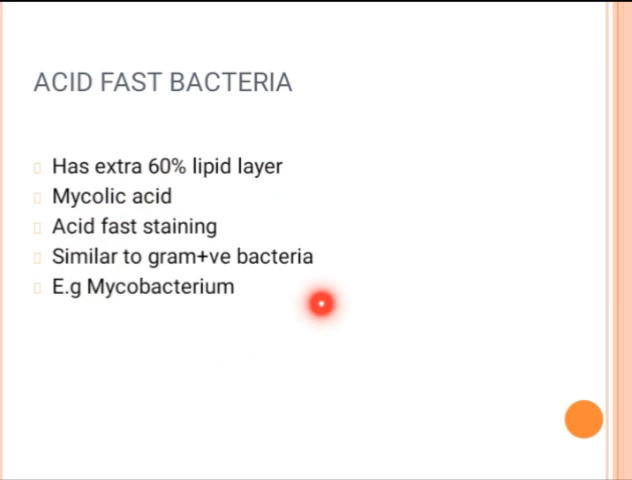 ACID FAST BACTERIA
Has extra 60% lipid layer
Mycolic acid
Acid fast staining
Similar to gram+ve bacteria
E.g Mycobacterium